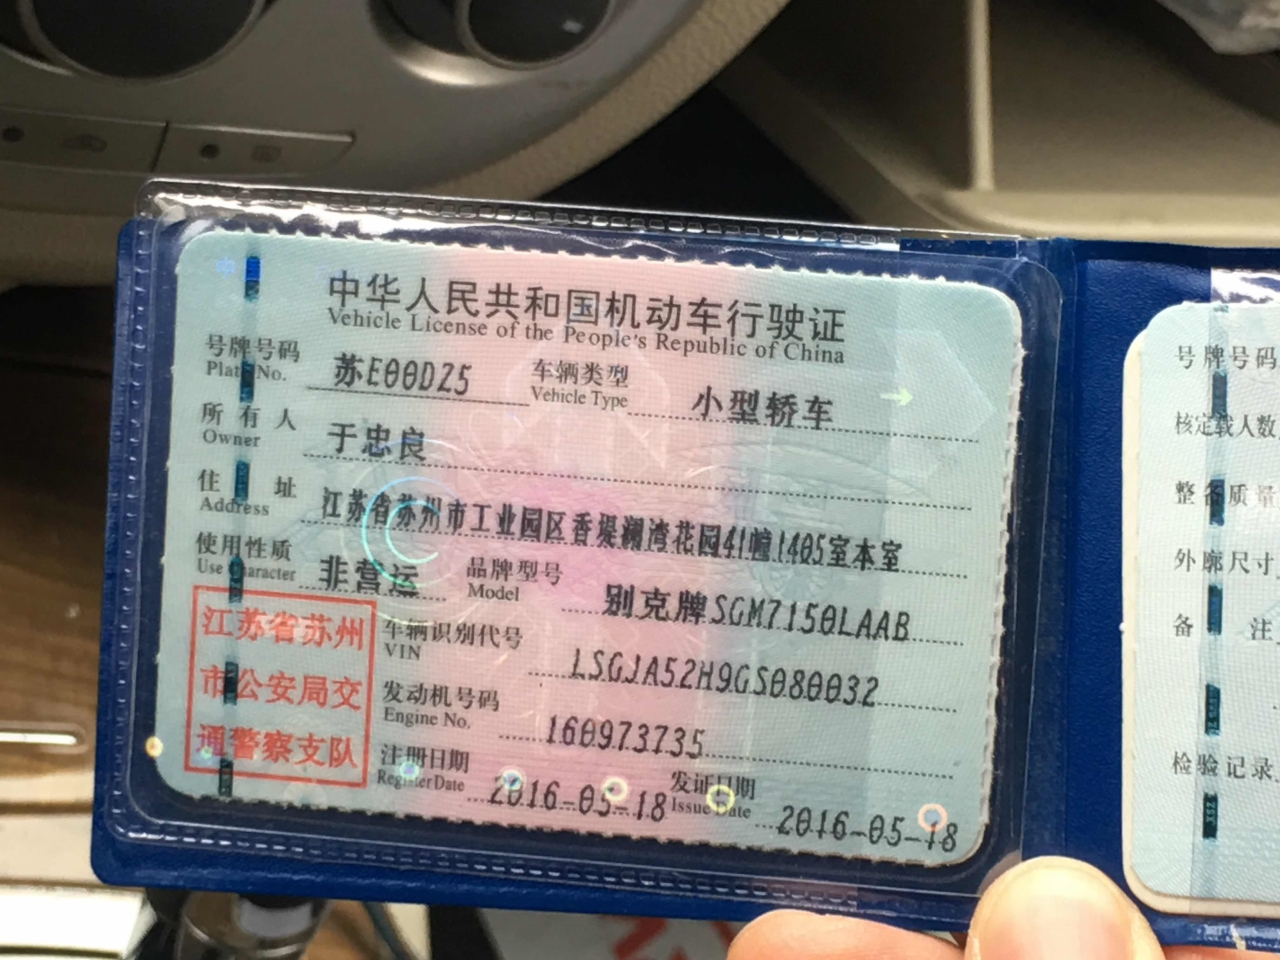 中华人民共和国机动车行驶证
Vehicle License of the People's Republic of China
号牌号码 苏E00DZ5 车辆类型 小型轿车
Plate No. Vehicle Type
所有人 于忠良
Owner
住址 江苏省苏州市工业园区香堤澜湾花园41幢1405室本室
Address
使用性质 非营运 品牌型号 别克牌SGM7150LAAB
Use Character Model
车辆识别代号 LSGJA52H9GS080032
VIN
发动机号码 160973735
Engine No.
注册日期 2016-05-18 发证日期 2016-05-18
Register Date Issue Date
江苏省苏州
市公安局交
通警察支队
号牌号码
核定载人数
整备质量
外廓尺寸
备注
检验记录